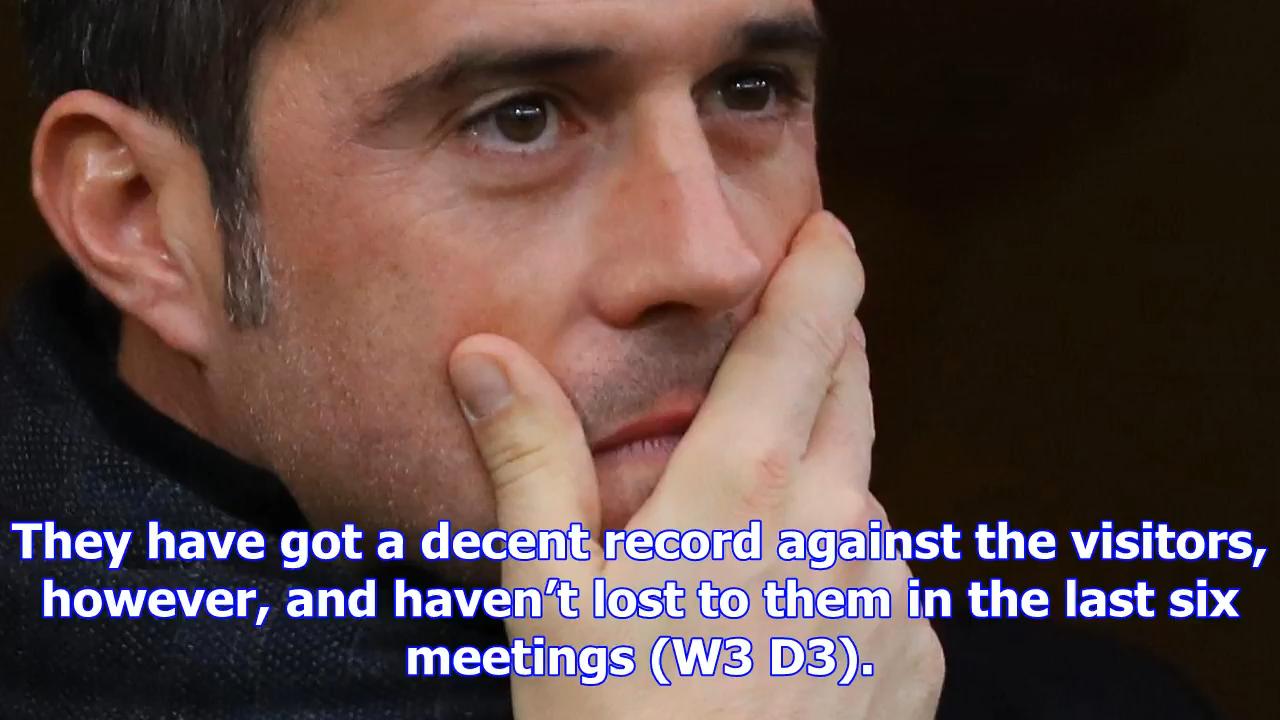 They have got a decent record against the visitors,
however, and haven’t lost to them in the last six
meetings (W3 D3).